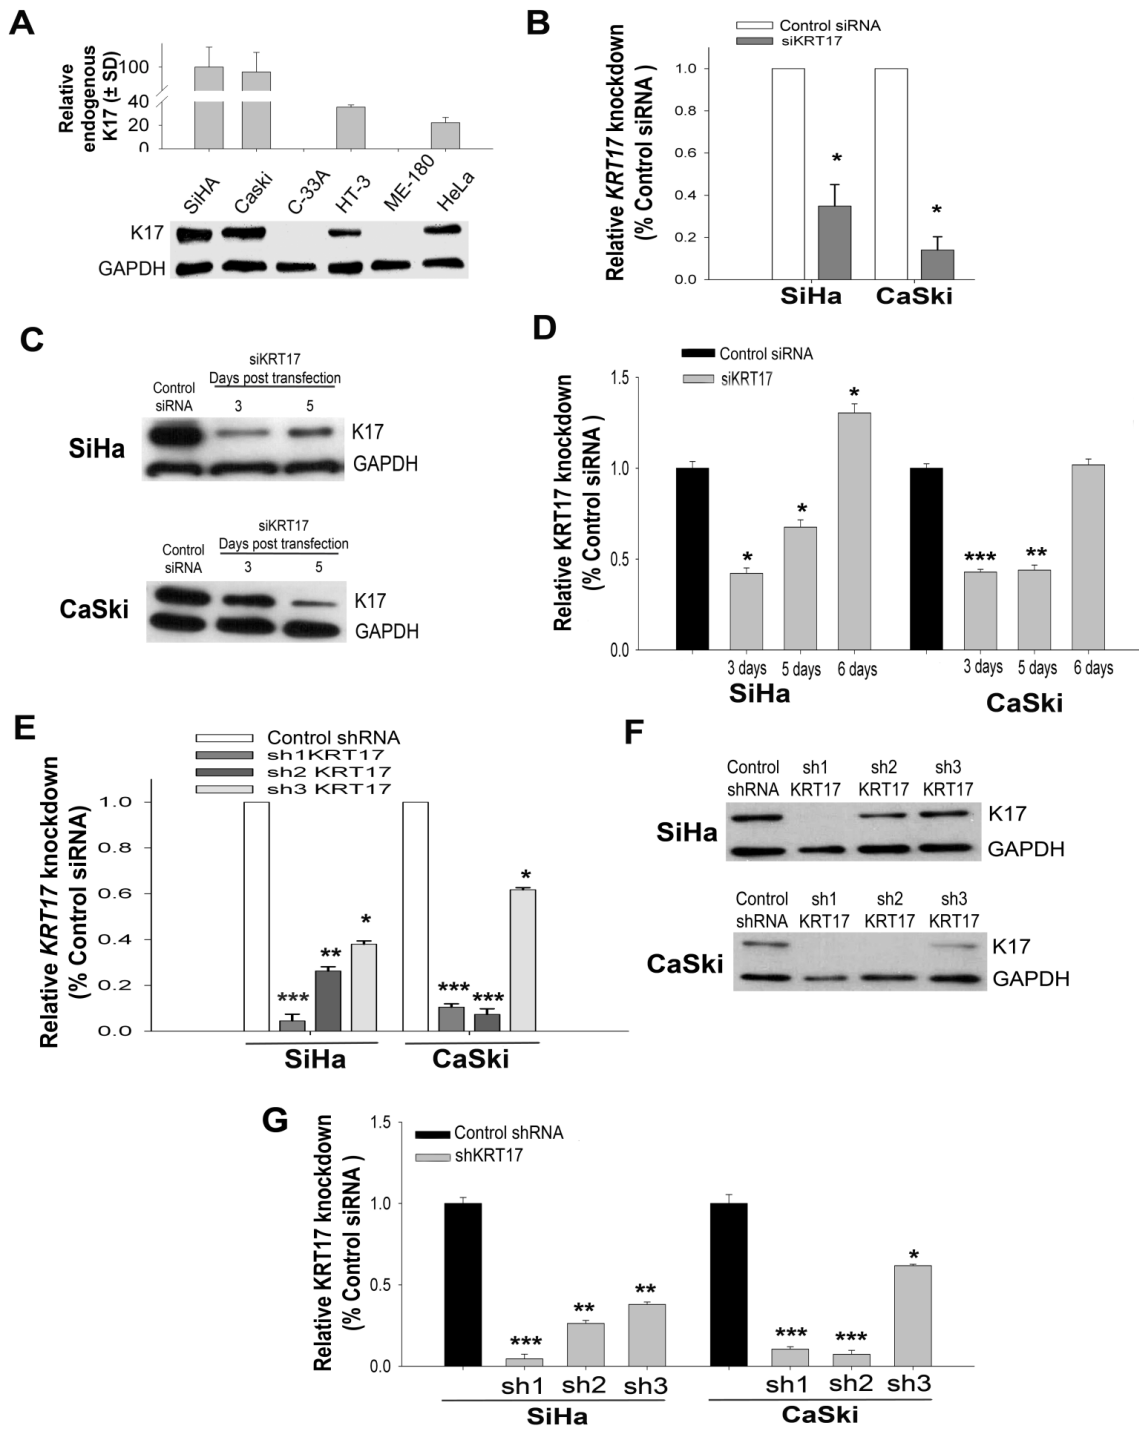 A
Relative
endogenous
K17 (± SD)
100
40
20
0
SiHA
Caski
C-33A
HT-3
ME-180
HeLa
K17
GAPDH
B
Control siRNA
siKRT17
Relative KRT17 knockdown
(% Control siRNA )
1.0
0.8
0.6
0.4
0.2
0.0
*
*
SiHa
CaSki
C
siKRT17
Days post transfection
Control
siRNA
3
5
SiHa
K17
GAPDH
siKRT17
Days post transfection
Control
siRNA
3
5
CaSki
K17
GAPDH
D
Control siRNA
siKRT17
Relative KRT17 knockdown
(% Control siRNA )
1.5
1.0
0.5
0.0
*
*
*
***
**
3 days
5 days
6 days
3 days
5 days
6 days
SiHa
CaSki
E
Control shRNA
sh1KRT17
sh2 KRT17
sh3 KRT17
Relative KRT17 knockdown
(% Control siRNA)
1.0
0.8
0.6
0.4
0.2
0.0
***
**
*
***
***
*
SiHa
CaSki
F
Control
shRNA
sh1
KRT17
sh2
KRT17
sh3
KRT17
SiHa
K17
GAPDH
Control
shRNA
sh1
KRT17
sh2
KRT17
sh3
KRT17
CaSki
K17
GAPDH
G
Control shRNA
shKRT17
Relative KRT17 knockdown
(% Control siRNA )
1.5
1.0
0.5
0.0
***
**
**
***
***
*
sh1
sh2
sh3
sh1
sh2
sh3
SiHa
CaSki